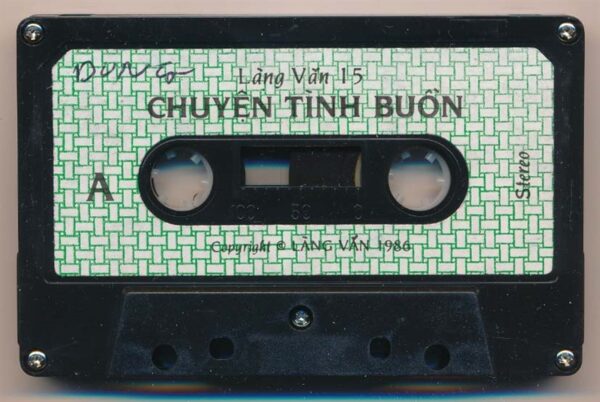 Làng Văn 15
CHUYỆN TÌNH BUỒN
A
Stereo
100 50 0
Copyright © LÀNG VĂN 1986